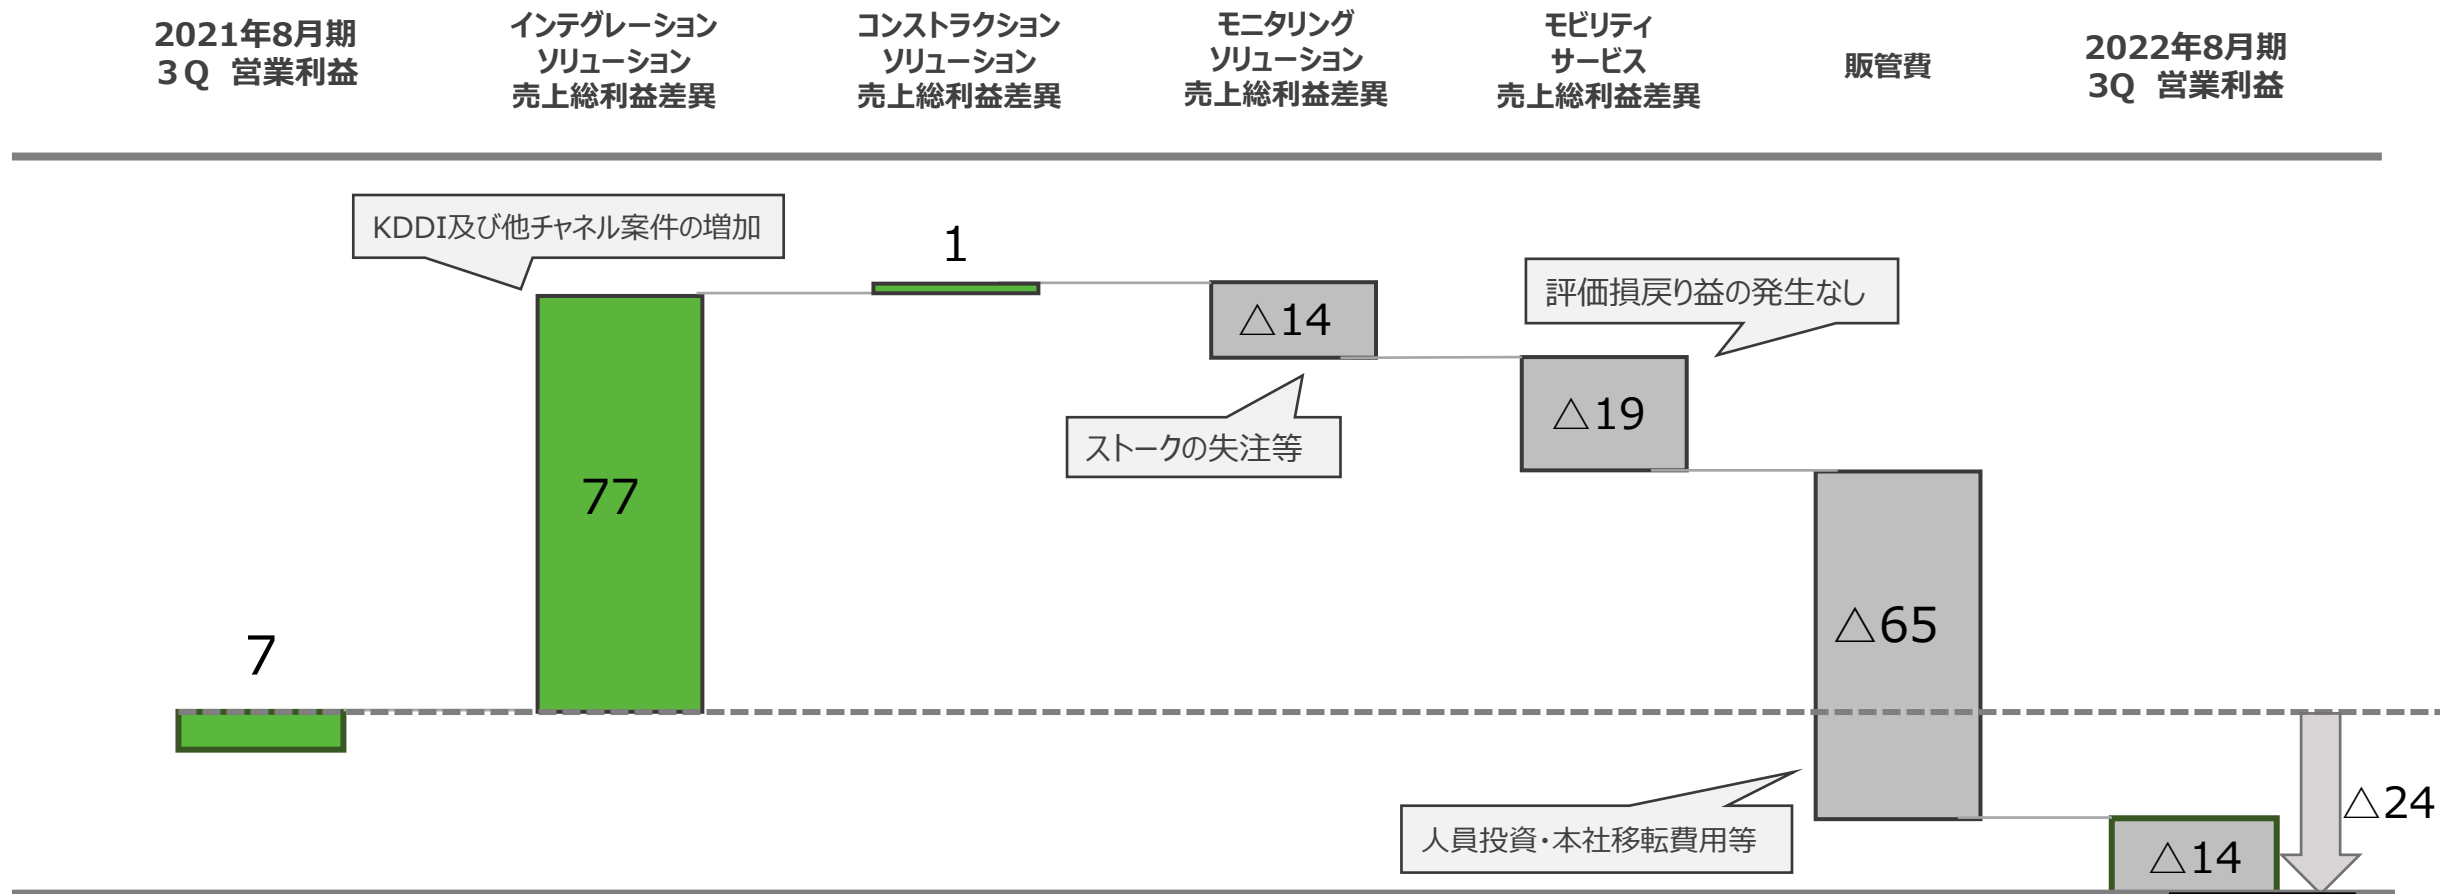 2021年8月期
３Q 営業利益
インテグレーション
ソリューション
売上総利益差異
コンストラクション
ソリューション
売上総利益差異
モニタリング
ソリューション
売上総利益差異
モビリティ
サービス
売上総利益差異
販管費
2022年8月期
3Q 営業利益
KDDI及び他チャネル案件の増加
1
△14
評価損戻り益の発生なし
△19
ストークの失注等
77
△65
7
△24
人員投資・本社移転費用等
△14